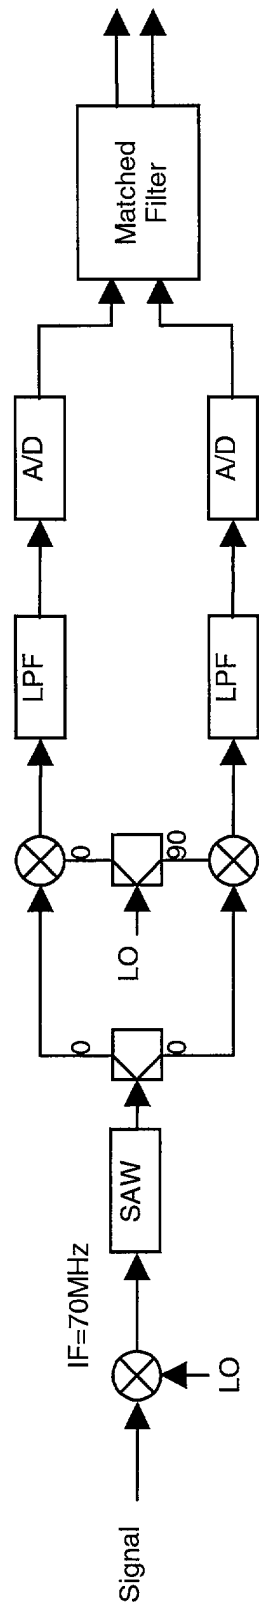 Signal
LO
IF=70MHz
SAW
0
0
LO
0
90
LPF
LPF
A/D
A/D
Matched
Filter